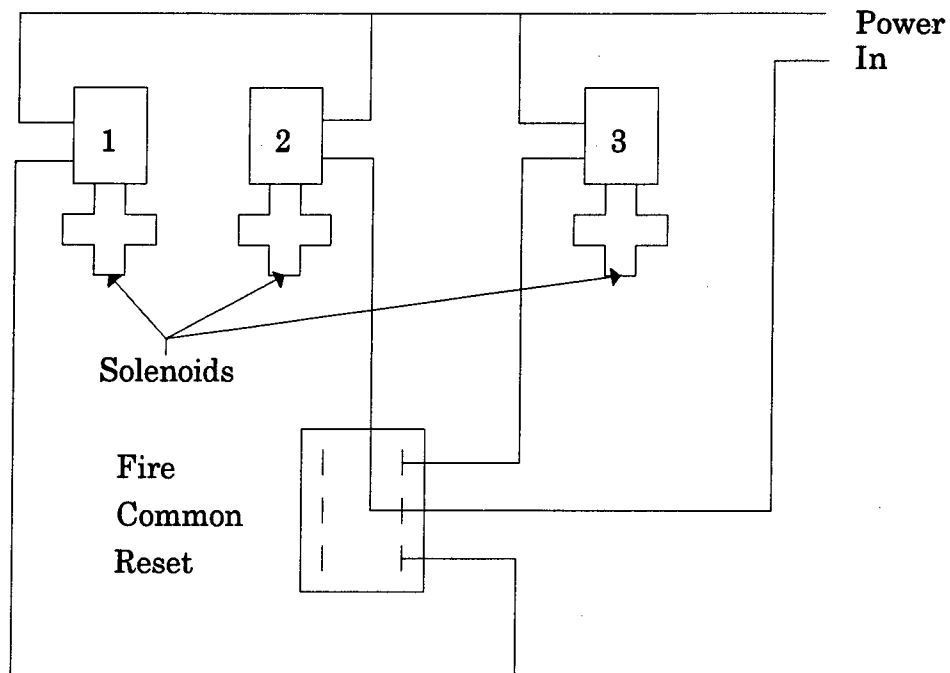 Power
In
1
2
3
Solenoids
Fire
Common
Reset